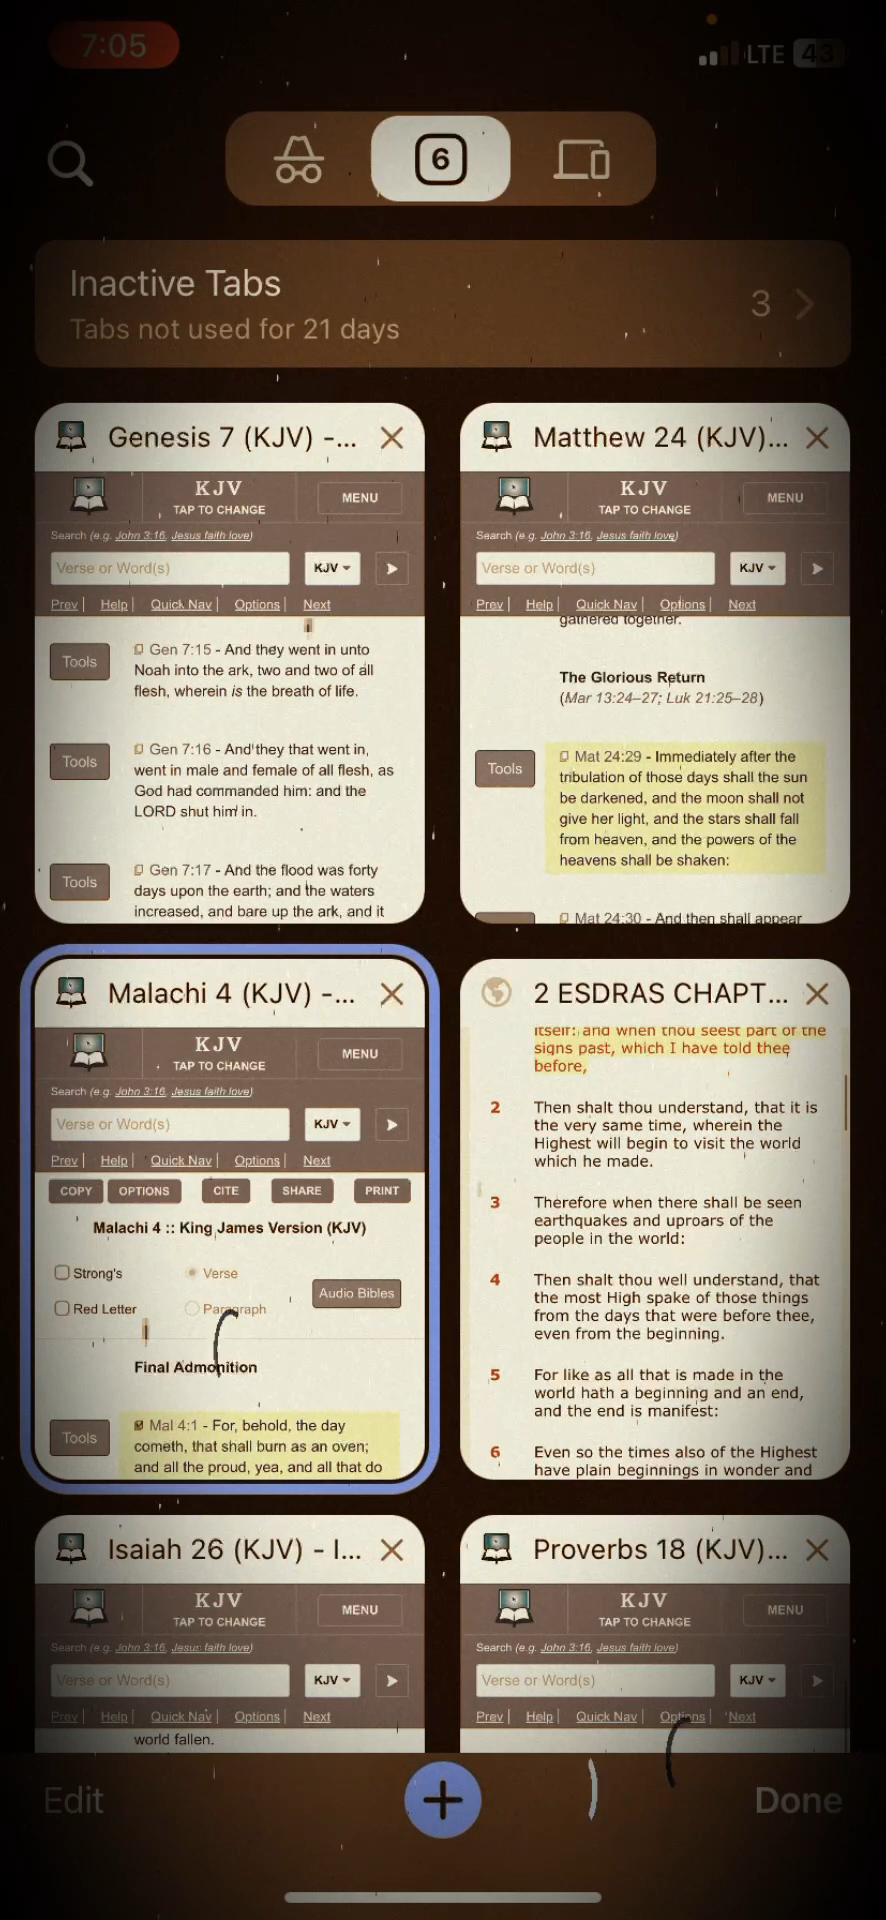 7:05
LTE 43
6
Inactive Tabs
Tabs not used for 21 days
3
Genesis 7 (KJV) -...
KJV
TAP TO CHANGE
MENU
Search (e.g. John 3:16, Jesus faith love)
Verse or Word(s)
KJV
Prev | Help | Quick Nav | Options | Next
Tools
Gen 7:15 - And they went in unto
Noah into the ark, two and two of all
flesh, wherein is the breath of life.
Tools
Gen 7:16 - And they that went in,
went in male and female of all flesh, as
God had commanded him: and the
LORD shut him in.
Tools
Gen 7:17 - And the flood was forty
days upon the earth; and the waters
increased, and bare up the ark, and it
Matthew 24 (KJV)...
KJV
TAP TO CHANGE
MENU
Search (e.g. John 3:16, Jesus faith love)
Verse or Word(s)
KJV
Prev | Help | Quick Nav | Options | Next
gathered together.
The Glorious Return
(Mar 13:24–27; Luk 21:25–28)
Tools
Mat 24:29 - Immediately after the
tribulation of those days shall the sun
be darkened, and the moon shall not
give her light, and the stars shall fall
from heaven, and the powers of the
heavens shall be shaken:
Mat 24:30 - And then shall appear
Malachi 4 (KJV) -...
KJV
TAP TO CHANGE
MENU
Search (e.g. John 3:16, Jesus faith love)
Verse or Word(s)
KJV
Prev | Help | Quick Nav | Options | Next
COPY OPTIONS CITE SHARE PRINT
Malachi 4 :: King James Version (KJV)
Strong's Verse
Audio Bibles
Red Letter Paragraph
Final Admonition
Tools
Mal 4:1 - For, behold, the day
cometh, that shall burn as an oven;
and all the proud, yea, and all that do
2 ESDRAS CHAPT...
itself: and when thou seest part of the
signs past, which I have told thee
before,
2 Then shalt thou understand, that it is
the very same time, wherein the
Highest will begin to visit the world
which he made.
3 Therefore when there shall be seen
earthquakes and uproars of the
people in the world:
4 Then shalt thou well understand, that
the most High spake of those things
from the days that were before thee,
even from the beginning.
5 For like as all that is made in the
world hath a beginning and an end,
and the end is manifest:
6 Even so the times also of the Highest
have plain beginnings in wonder and
Isaiah 26 (KJV) - I...
KJV
TAP TO CHANGE
MENU
Search (e.g. John 3:16, Jesus faith love)
Verse or Word(s)
KJV
Prev | Help | Quick Nav | Options | Next
world fallen.
Proverbs 18 (KJV)...
KJV
TAP TO CHANGE
MENU
Search (e.g. John 3:16, Jesus faith love)
Verse or Word(s)
KJV
Prev | Help | Quick Nav | Options | Next
Edit
Done